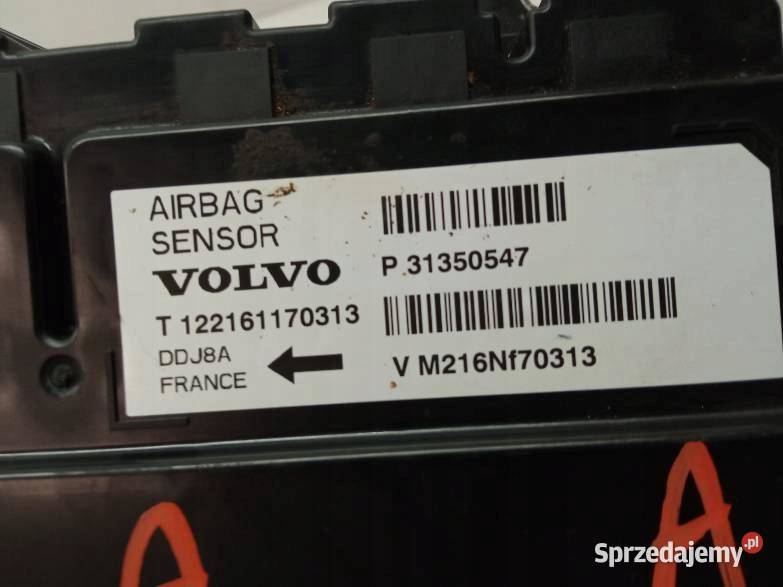 AIRBAG
SENSOR
VOLVO
T 122161170313
DDJ8A
FRANCE
P 31350547
V M216Nf70313
A
A
Sprzedajemy.pl